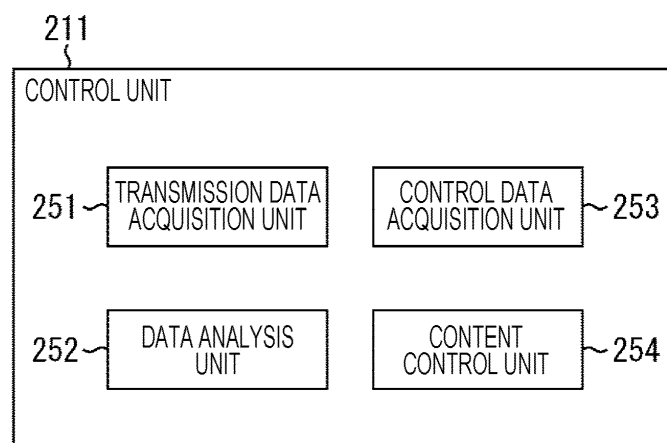 211
CONTROL UNIT
251
TRANSMISSION DATA
ACQUISITION UNIT
CONTROL DATA
ACQUISITION UNIT
253
252
DATA ANALYSIS
UNIT
CONTENT
CONTROL UNIT
254